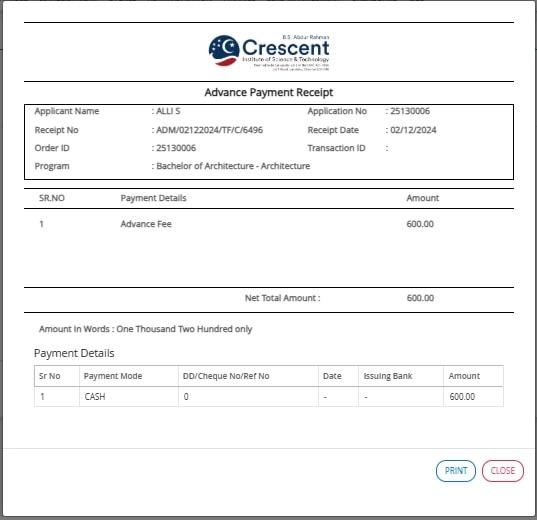 B.S. Abdur Rahman
Crescent
Institute of Science & Technology
Advance Payment Receipt
Applicant Name : ALLI S Application No : 25130006
Receipt No : ADM/02122024/TF/C/6496 Receipt Date : 02/12/2024
Order ID : 25130006 Transaction ID :
Program : Bachelor of Architecture - Architecture
SR.NO Payment Details Amount
1 Advance Fee 600.00
Net Total Amount : 600.00
Amount In Words : One Thousand Two Hundred only
Payment Details
Sr No Payment Mode DD/Cheque No/Ref No Date Issuing Bank Amount
1 CASH 0 - - 600.00
PRINT CLOSE